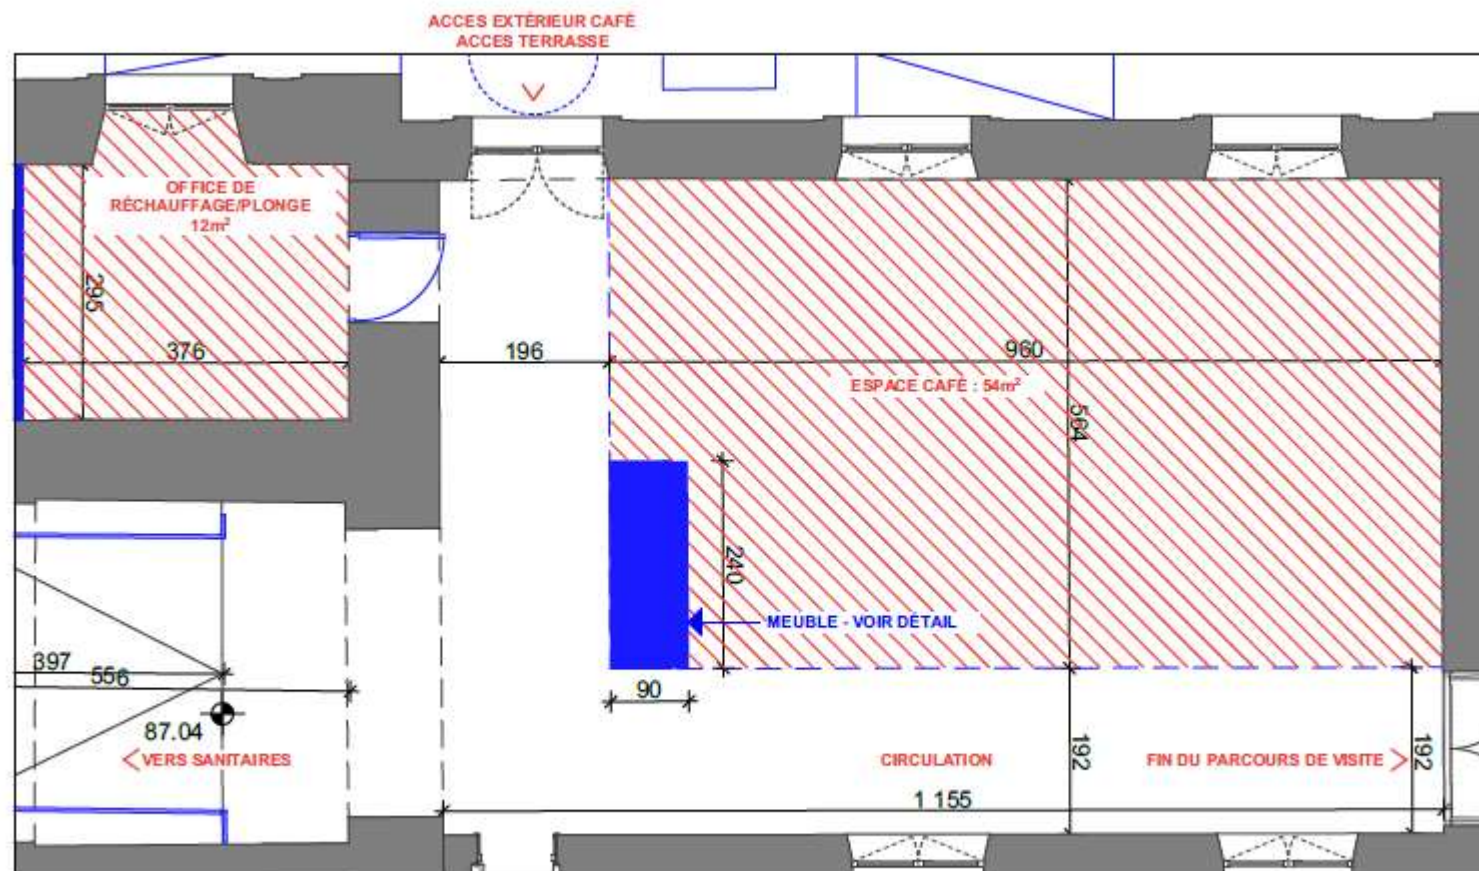 ACCES EXTÉRIEUR CAFÉ
ACCES TERRASSE
OFFICE DE
RÉCHAUFFAGE/PLONGE
12m²
295
376
196
960
ESPACE CAFÉ : 54m²
564
240
MEUBLE - VOIR DÉTAIL
90
397
556
87.04
VERS SANITAIRES
CIRCULATION
192
FIN DU PARCOURS DE VISITE
192
1 155